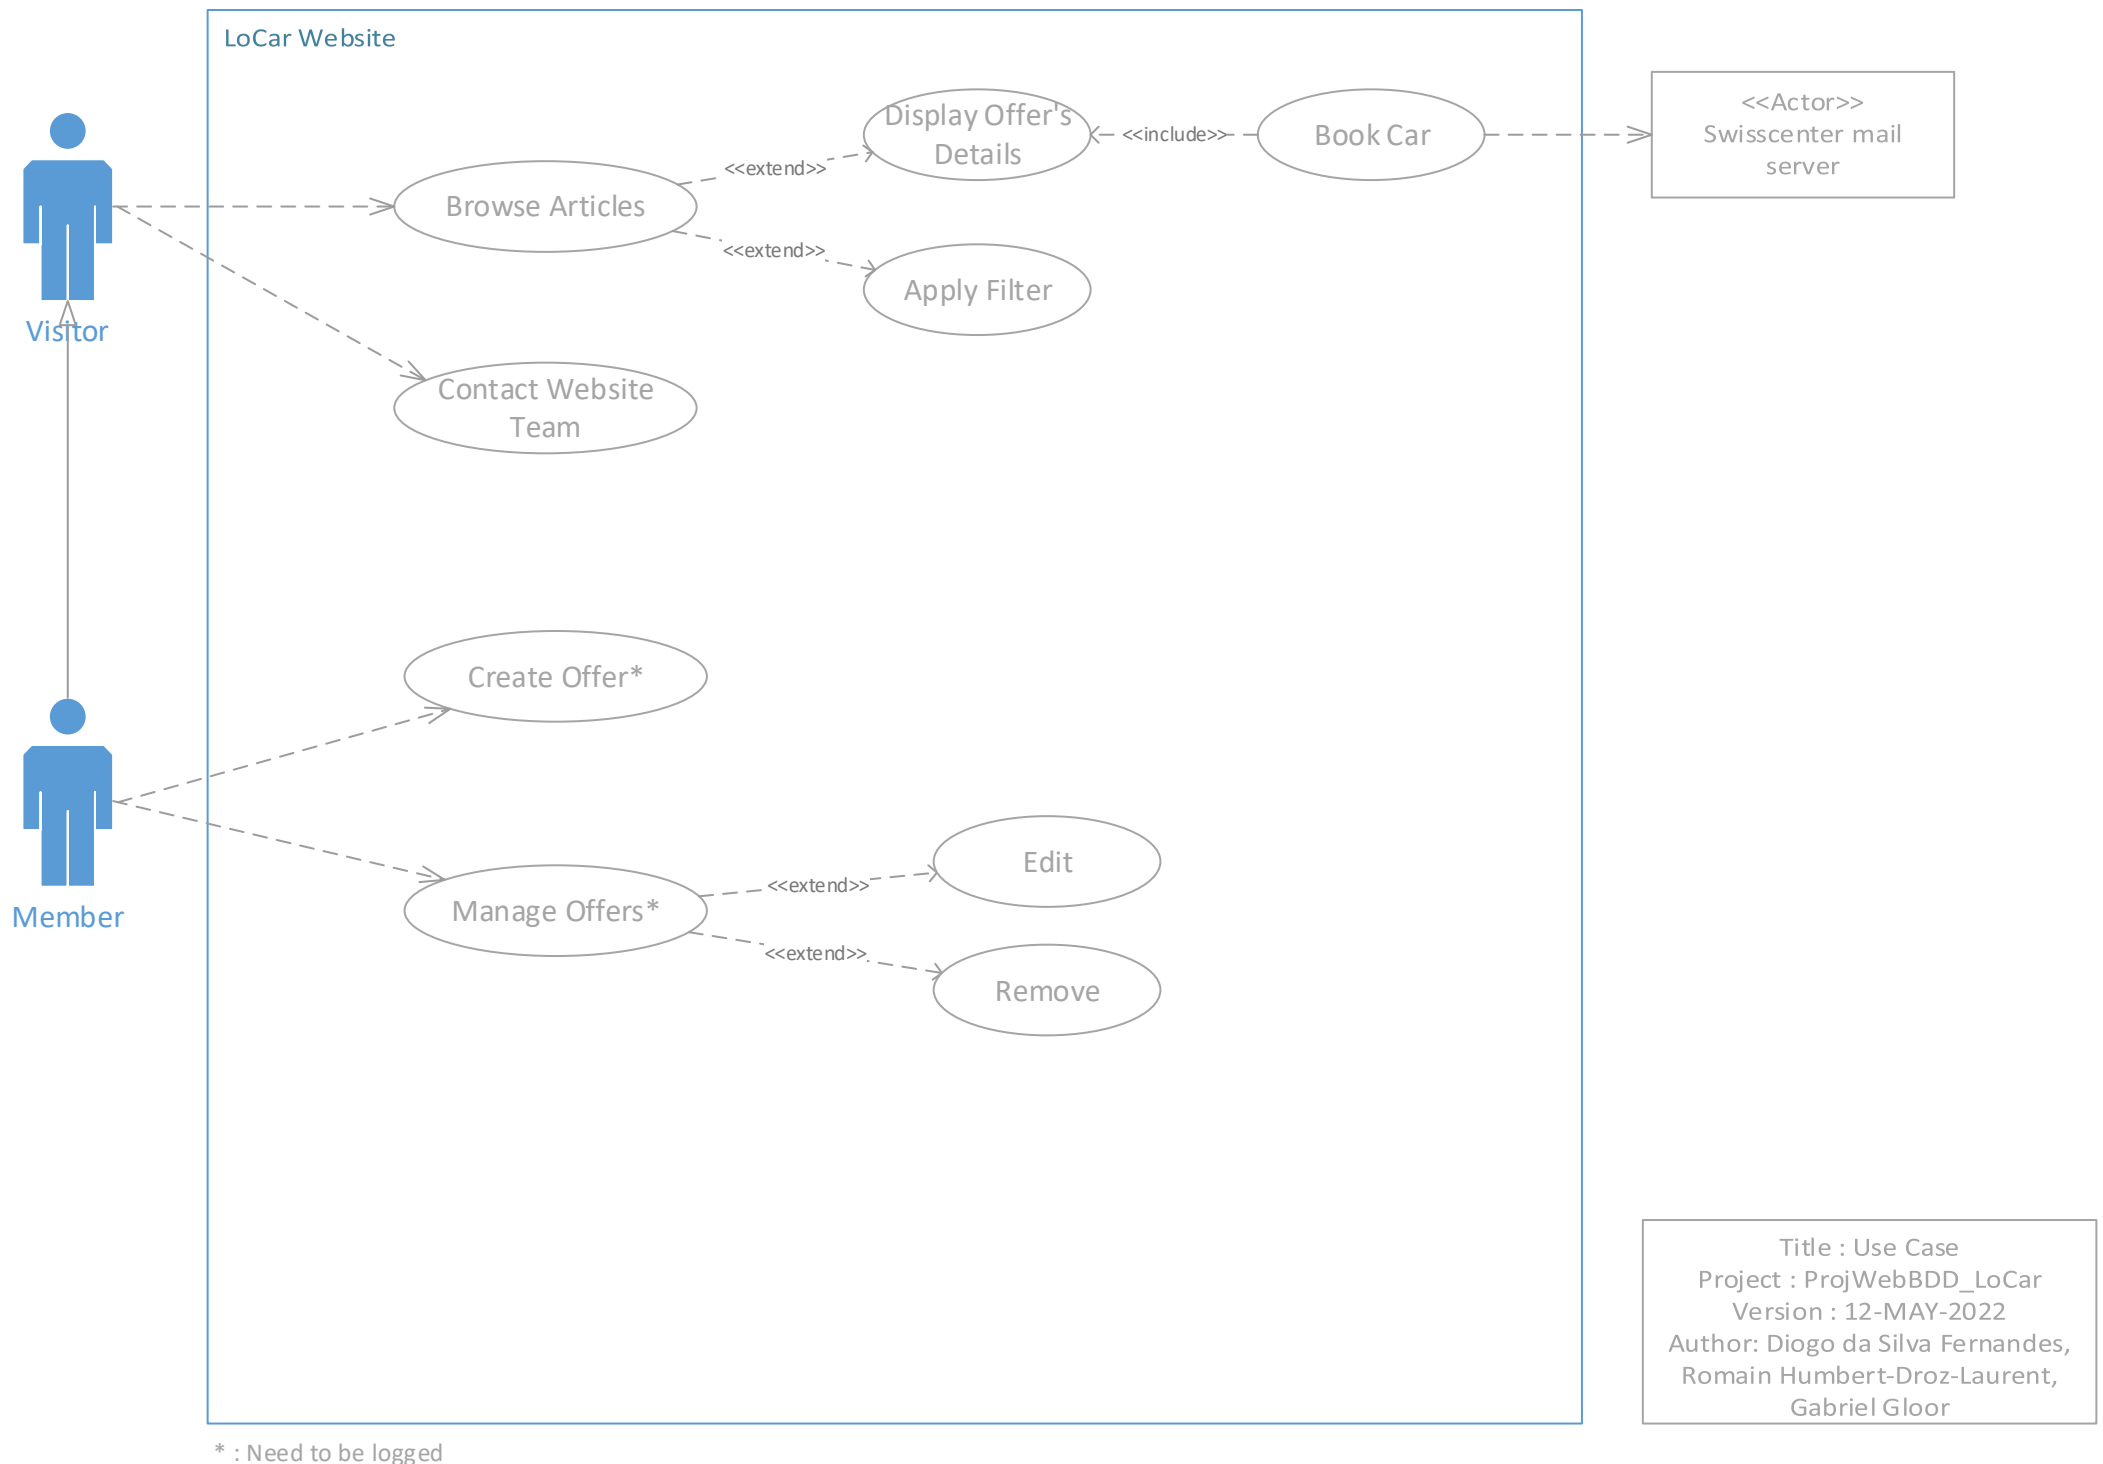 LoCar Website
Display Offer's
Details
<<include>>
Book Car
<<Actor>>
Swisscenter mail
server
<<extend>>
Browse Articles
<<extend>>
Apply Filter
Visitor
Contact Website
Team
Create Offer*
Edit
<<extend>>
Manage Offers*
Member
<<extend>>
Remove
Title : Use Case
Project : ProjWebBDD_LoCar
Version : 12-MAY-2022
Author: Diogo da Silva Fernandes,
Romain Humbert-Droz-Laurent,
Gabriel Gloor
* : Need to be logged